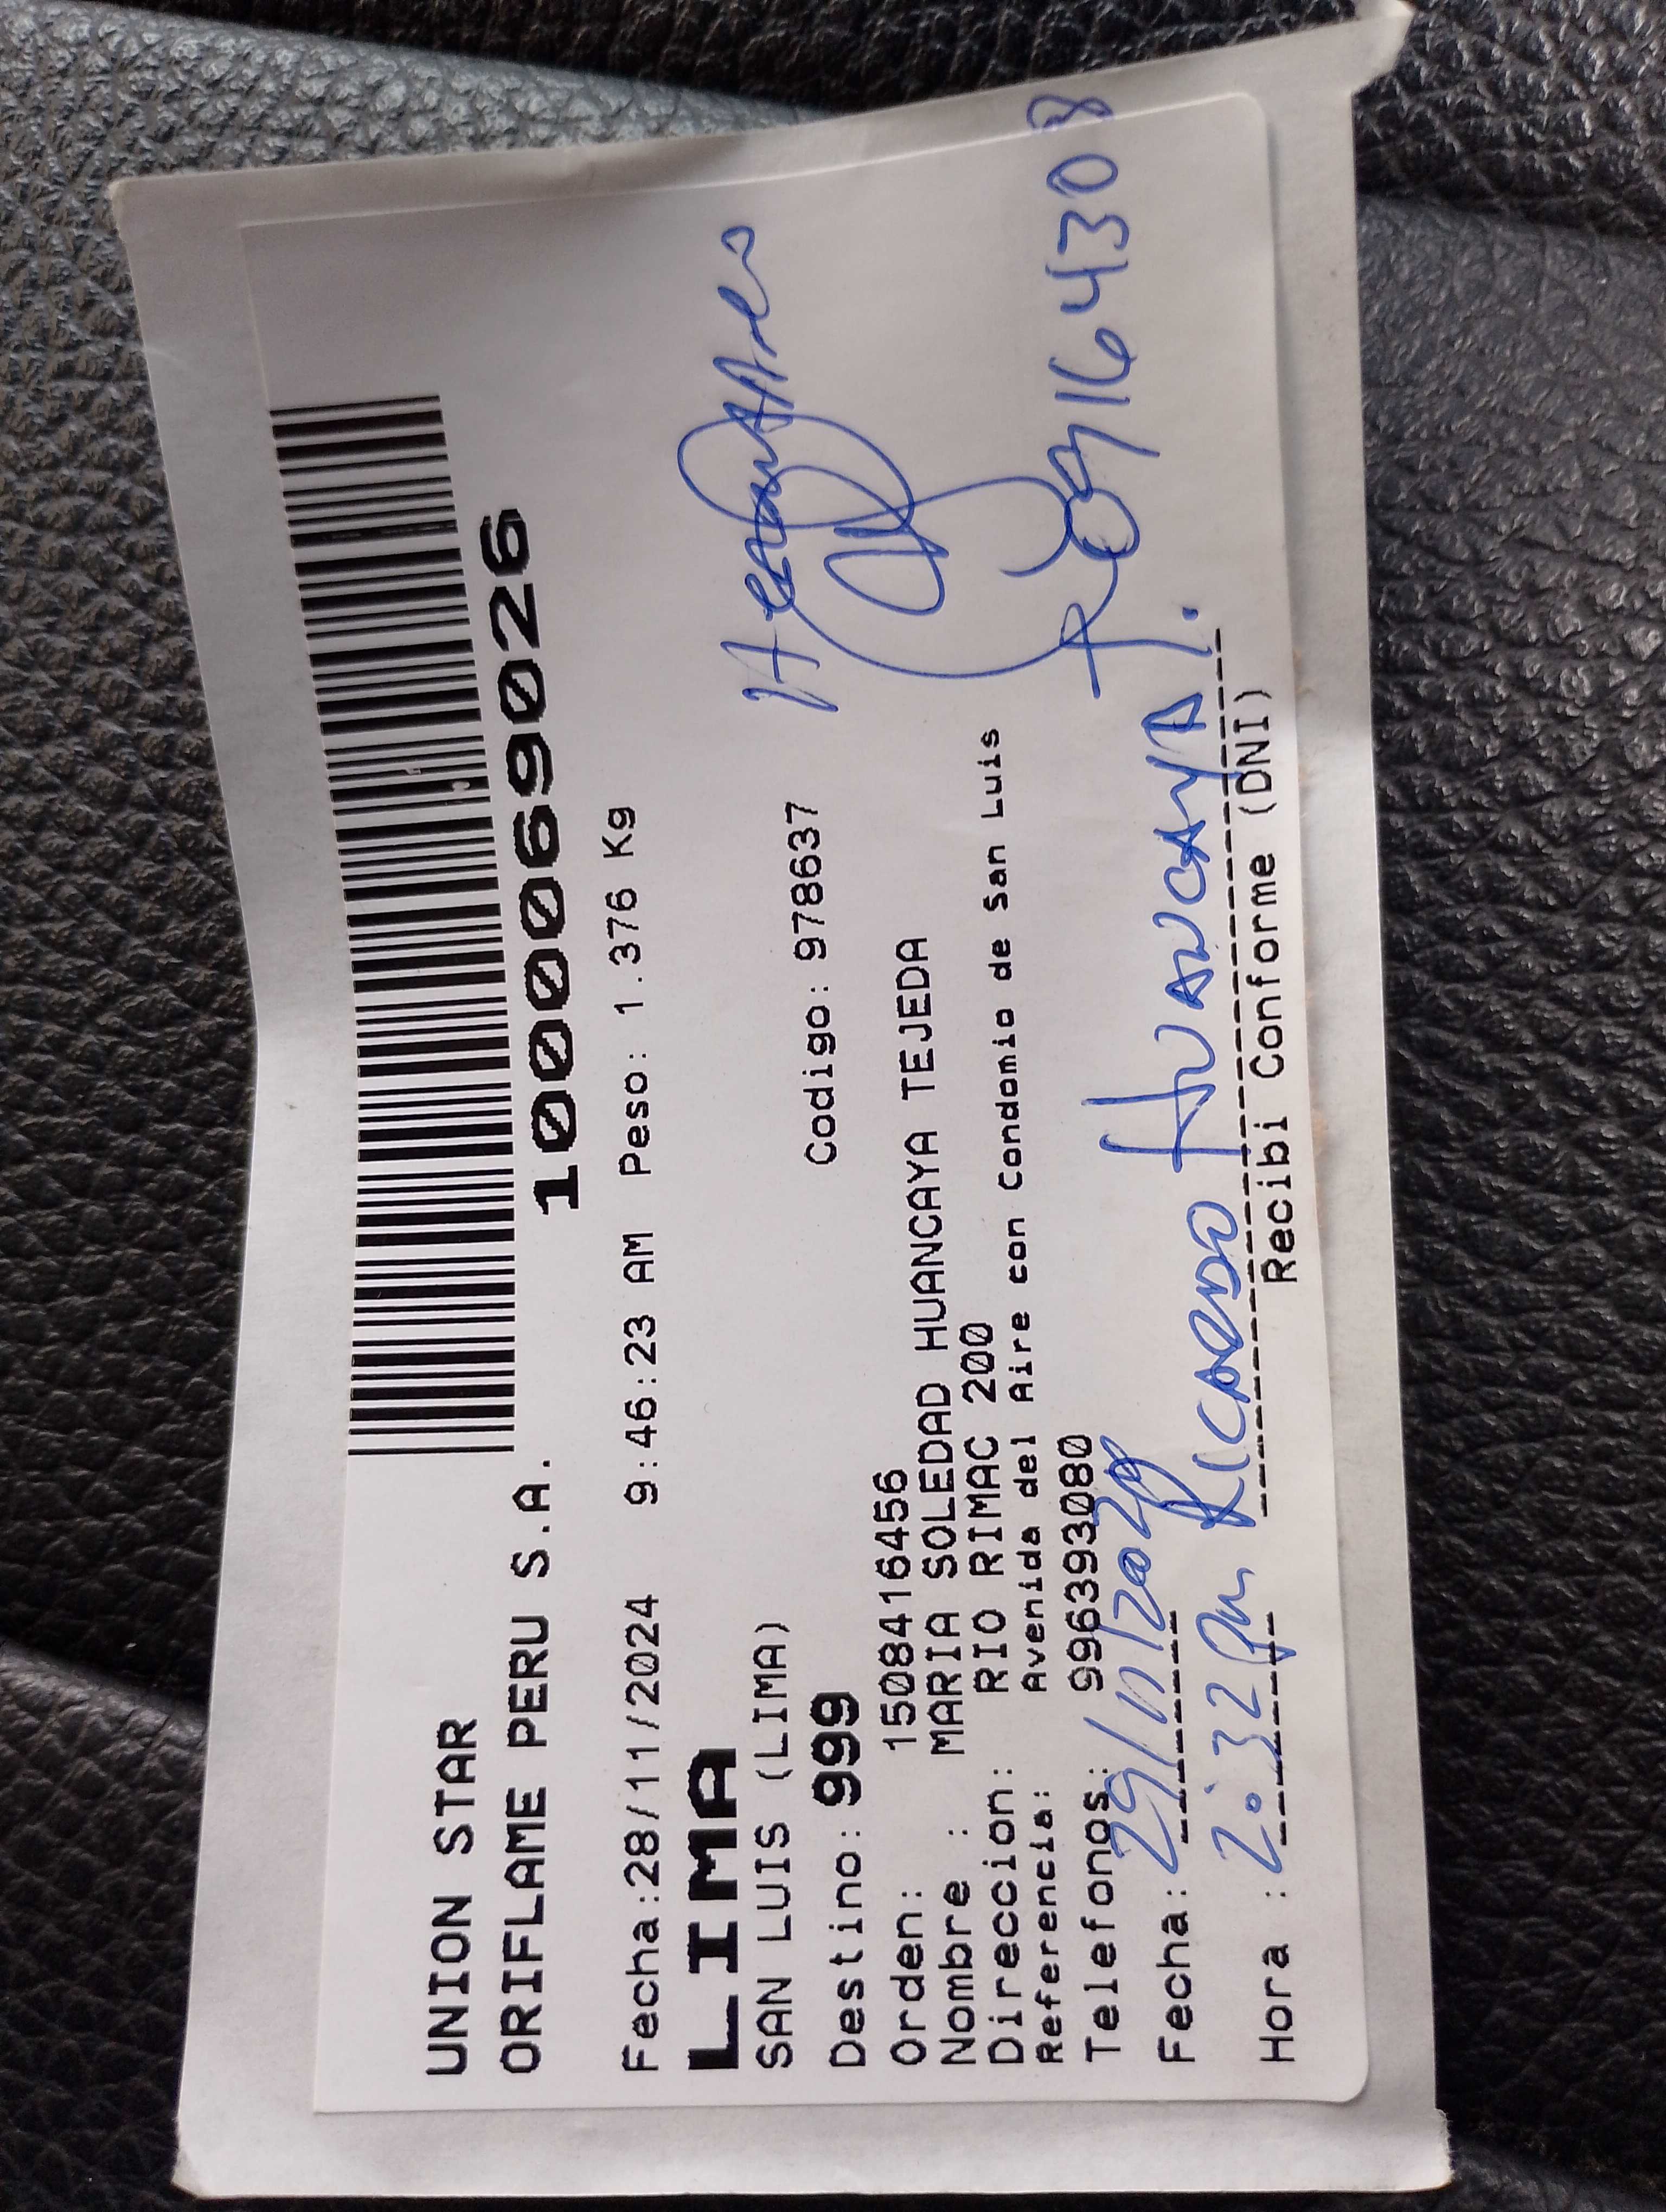 UNION STAR
ORIFLAME PERU S.A.
1000069026
Fecha:28/11/2024 9:46:23 AM Peso: 1.376 Kg
LIMA
SAN LUIS (LIMA)
Destino: 999 Codigo: 978637
Orden: 1508416456
Nombre : MARIA SOLEDAD HUANCAYA TEJEDA
Direccion: RIO RIMAC 200
Referencia: Avenida del Aire con Condomio de San Luis
Telefonos: 996393080
Fecha: 29/11/2024
Hora : 2:32 Pm RICARDO HUANCAYA T.
09164308
Recibi Conforme (DNI)